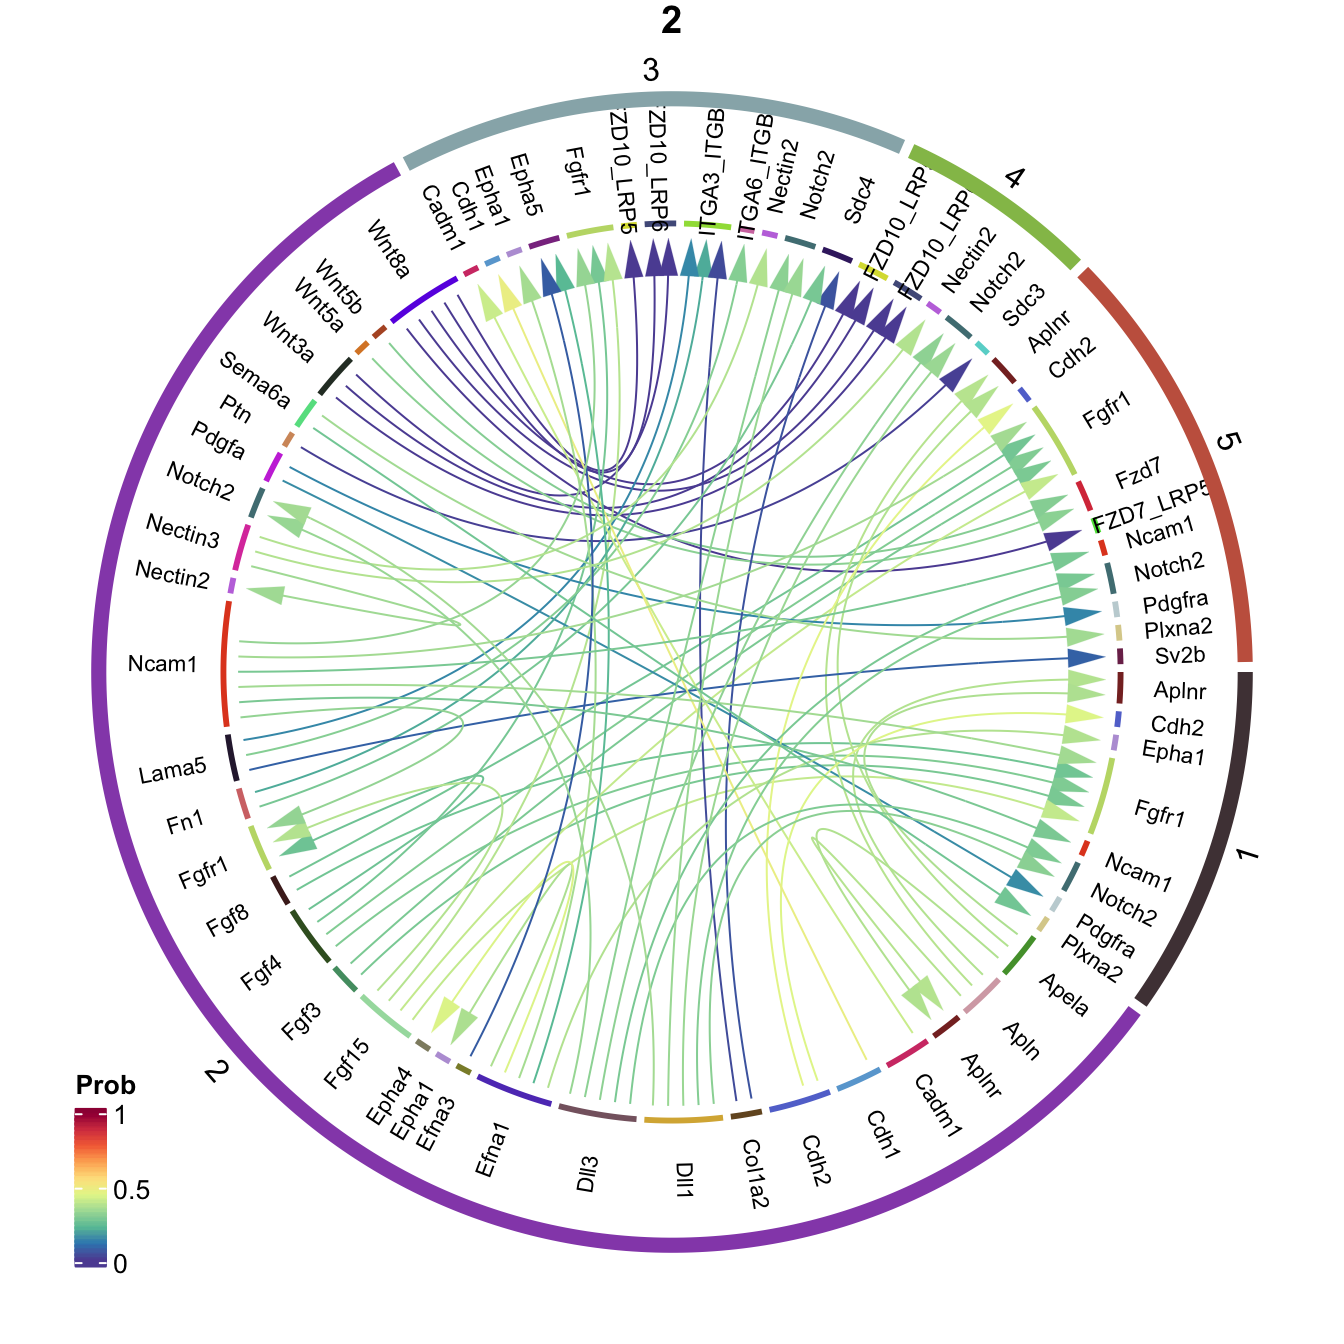 2
3
Cadm1
Cdh1
Epha1
Epha5
Fgfr1
ZD10_LRP5
ZD10_LRP6
ITGA3_ITGB
ITGA6_ITGB
Nectin2
Notch2
Sdc4
4
FZD10_LRP
FZD10_LRP
Nectin2
Notch2
Sdc3
5
Aplnr
Cdh2
Fgfr1
Fzd7
FZD7_LRP5
Ncam1
Notch2
Pdgfra
Plxna2
Sv2b
1
Aplnr
Cdh2
Epha1
Fgfr1
Ncam1
Notch2
Pdgfra
Plxna2
2
Apela
Apln
Aplnr
Cadm1
Cdh1
Cdh2
Col1a2
Dll1
Dll3
Efna1
Efna3
Epha1
Epha4
Fgf15
Fgf3
Fgf4
Fgf8
Fgfr1
Fn1
Lama5
Ncam1
Nectin2
Nectin3
Notch2
Pdgfa
Ptn
Sema6a
Wnt3a
Wnt5a
Wnt5b
Wnt8a
Prob
1
0.5
0